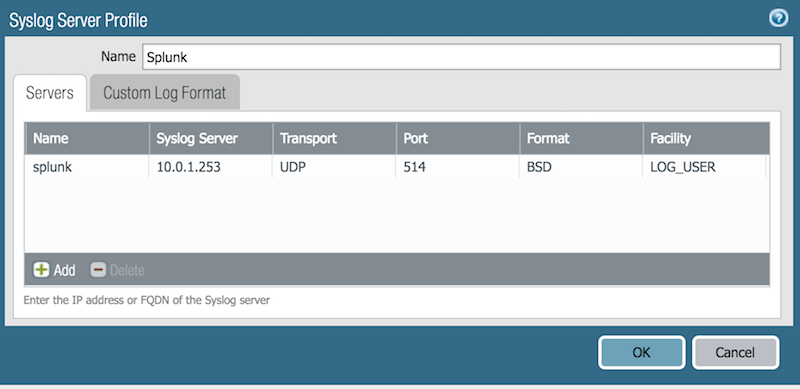 Syslog Server Profile
Name Splunk
Servers Custom Log Format
Name Syslog Server Transport Port Format Facility
splunk 10.0.1.253 UDP 514 BSD LOG_USER
Add Delete
Enter the IP address or FQDN of the Syslog server
OK Cancel